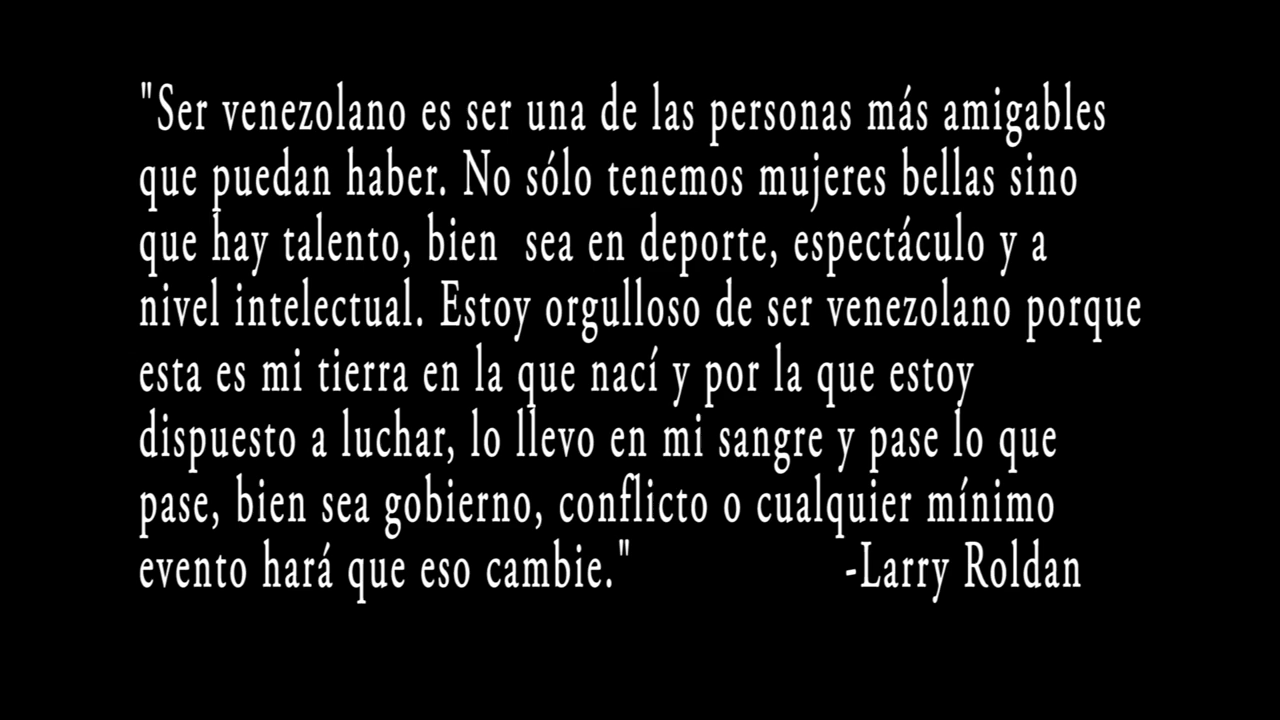 "Ser venezolano es ser una de las personas más amigables
que puedan haber. No sólo tenemos mujeres bellas sino
que hay talento, bien  sea en deporte, espectáculo y a
nivel intelectual. Estoy orgulloso de ser venezolano porque
esta es mi tierra en la que nací y por la que estoy
dispuesto a luchar, lo llevo en mi sangre y pase lo que
pase, bien sea gobierno, conflicto o cualquier mínimo
evento hará que eso cambie." -Larry Roldan